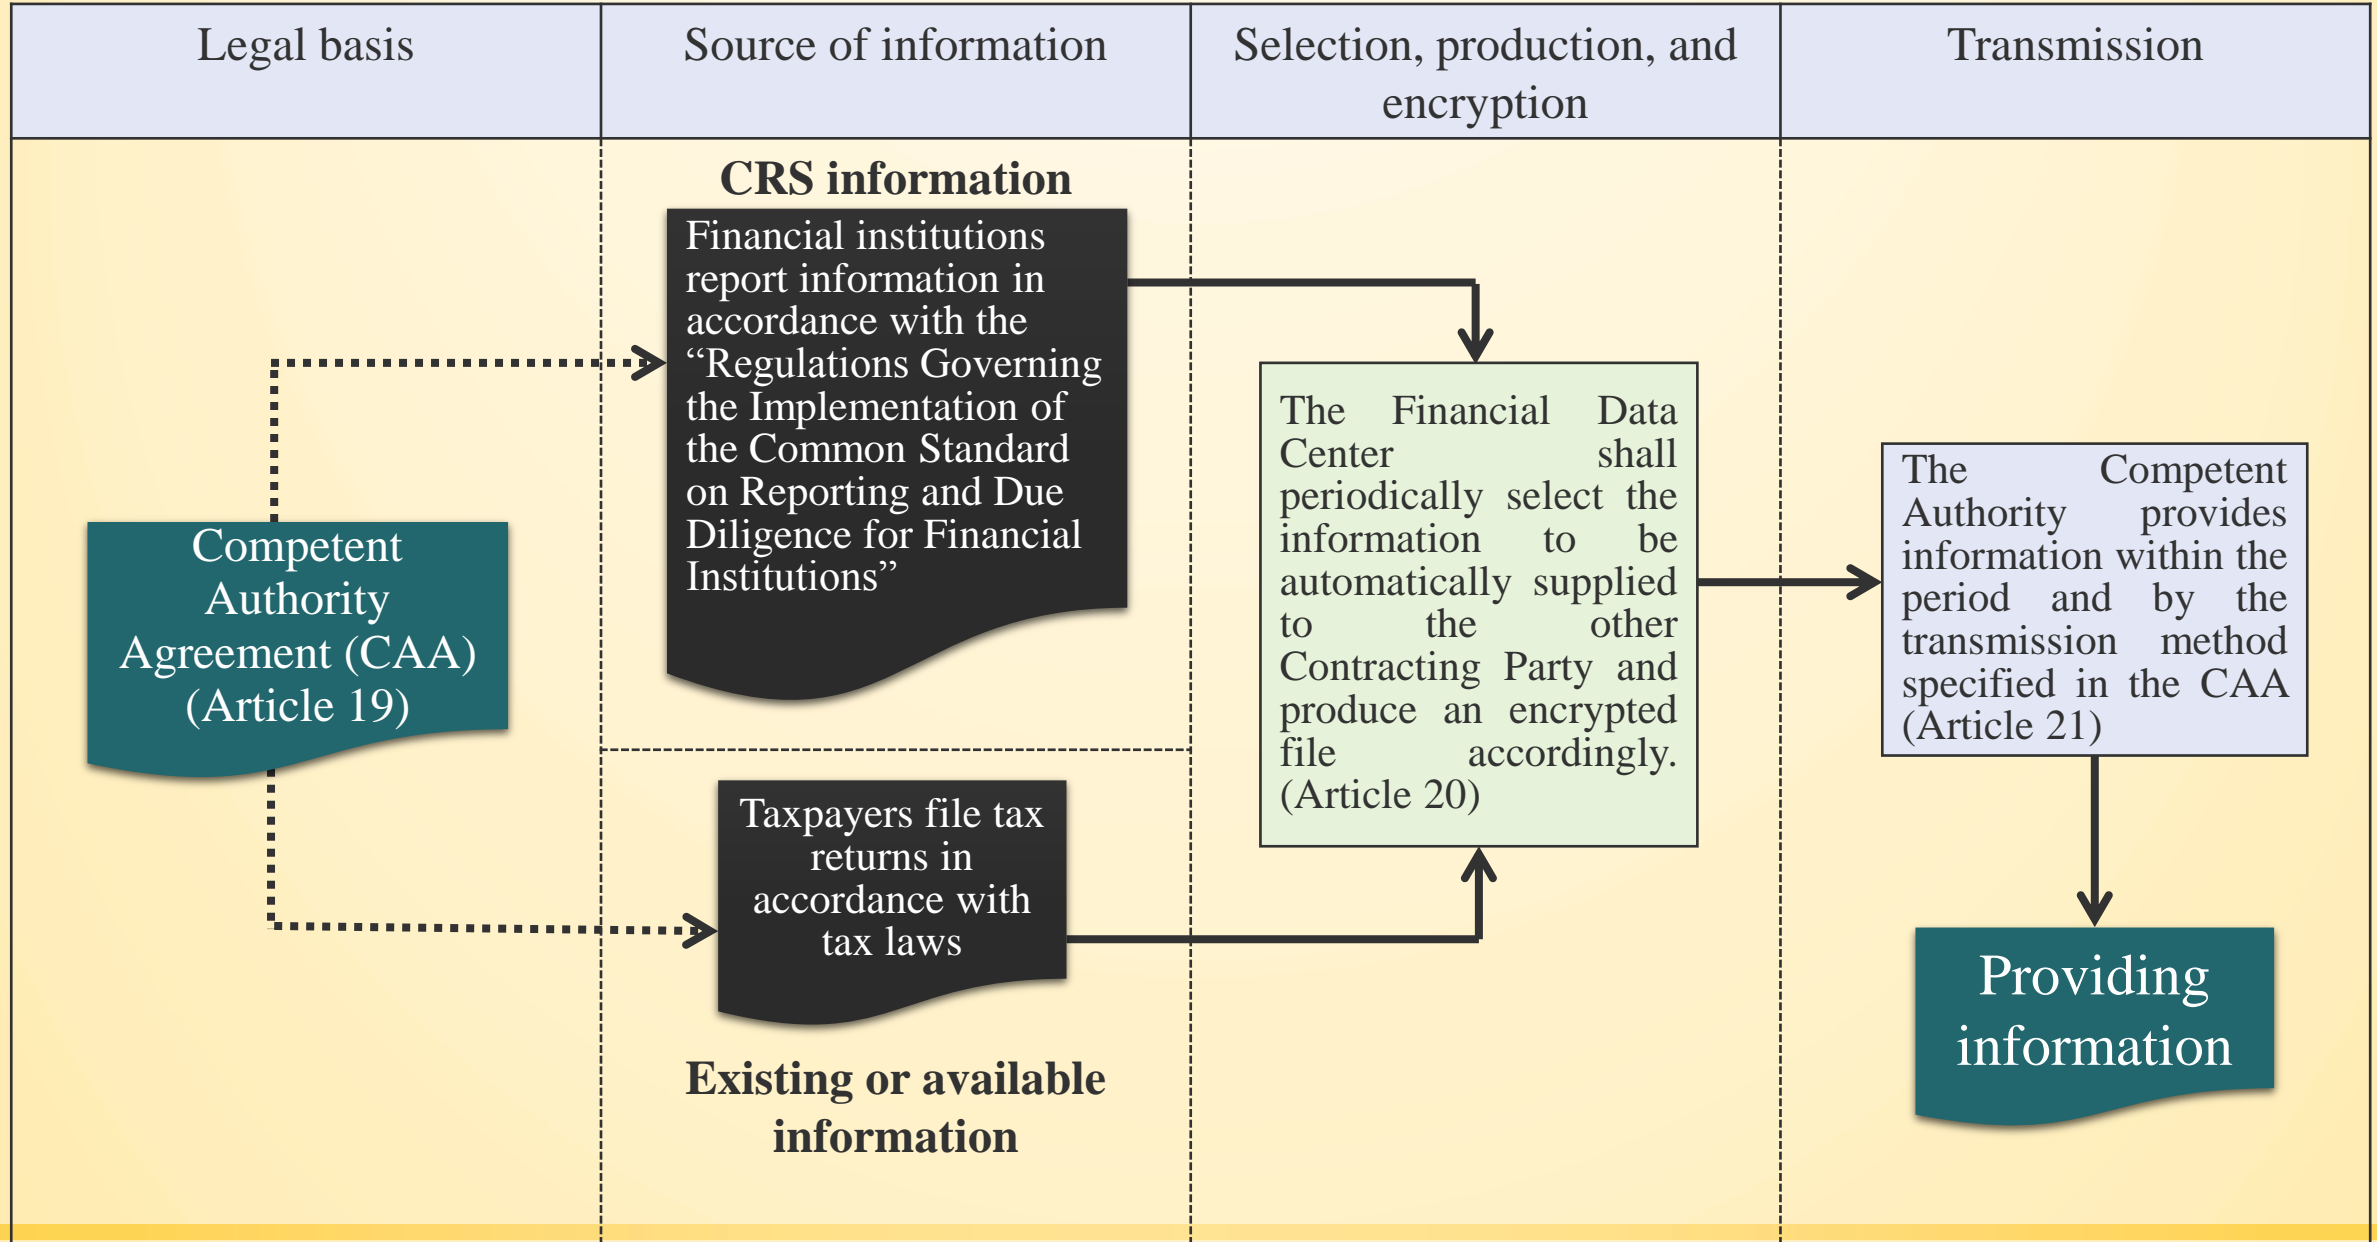 Legal basis
Source of information
Selection, production, and
encryption
Transmission
Competent
Authority
Agreement (CAA)
(Article 19)
CRS information
Financial institutions
report information in
accordance with the
“Regulations Governing
the Implementation of
the Common Standard
on Reporting and Due
Diligence for Financial
Institutions”
Taxpayers file tax
returns in
accordance with
tax laws
Existing or available
information
The Financial Data
Center shall
periodically select the
information to be
automatically supplied
to the other
Contracting Party and
produce an encrypted
file accordingly.
(Article 20)
The Competent
Authority provides
information within the
period and by the
transmission method
specified in the CAA
(Article 21)
Providing
information